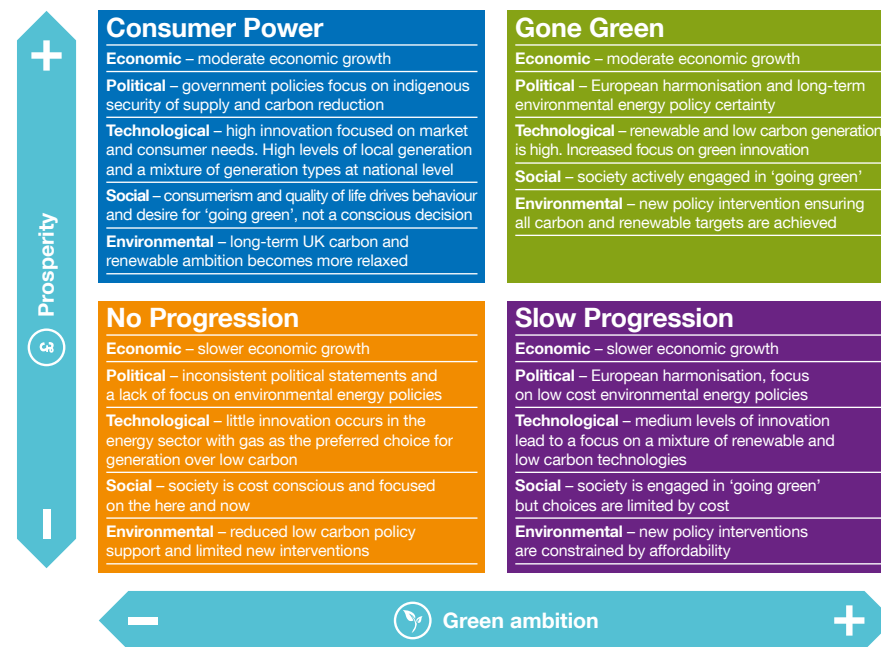 Consumer Power
Economic – moderate economic growth
Political – government policies focus on indigenous
security of supply and carbon reduction
Technological – high innovation focused on market
and consumer needs. High levels of local generation
and a mixture of generation types at national level
Social – consumerism and quality of life drives behaviour
and desire for ‘going green’, not a conscious decision
Environmental – long-term UK carbon and
renewable ambition becomes more relaxed
Gone Green
Economic – moderate economic growth
Political – European harmonisation and long-term
environmental energy policy certainty
Technological – renewable and low carbon generation
is high. Increased focus on green innovation
Social – society actively engaged in ‘going green’
Environmental – new policy intervention ensuring
all carbon and renewable targets are achieved
£ Prosperity
No Progression
Economic – slower economic growth
Political – inconsistent political statements and
a lack of focus on environmental energy policies
Technological – little innovation occurs in the
energy sector with gas as the preferred choice for
generation over low carbon
Social – society is cost conscious and focused
on the here and now
Environmental – reduced low carbon policy
support and limited new interventions
Slow Progression
Economic – slower economic growth
Political – European harmonisation, focus
on low cost environmental energy policies
Technological – medium levels of innovation
lead to a focus on a mixture of renewable and
low carbon technologies
Social – society is engaged in ‘going green’
but choices are limited by cost
Environmental – new policy interventions
are constrained by affordability
Green ambition